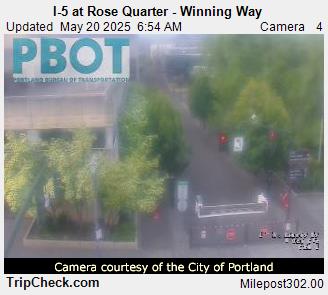 I-5 at Rose Quarter - Winning Way
Updated May 20 2025 6:54 AM Camera 4
PBOT
PORTLAND BUREAU OF TRANSPORTATION
Camera courtesy of the City of Portland
TripCheck.com Milepost302.00